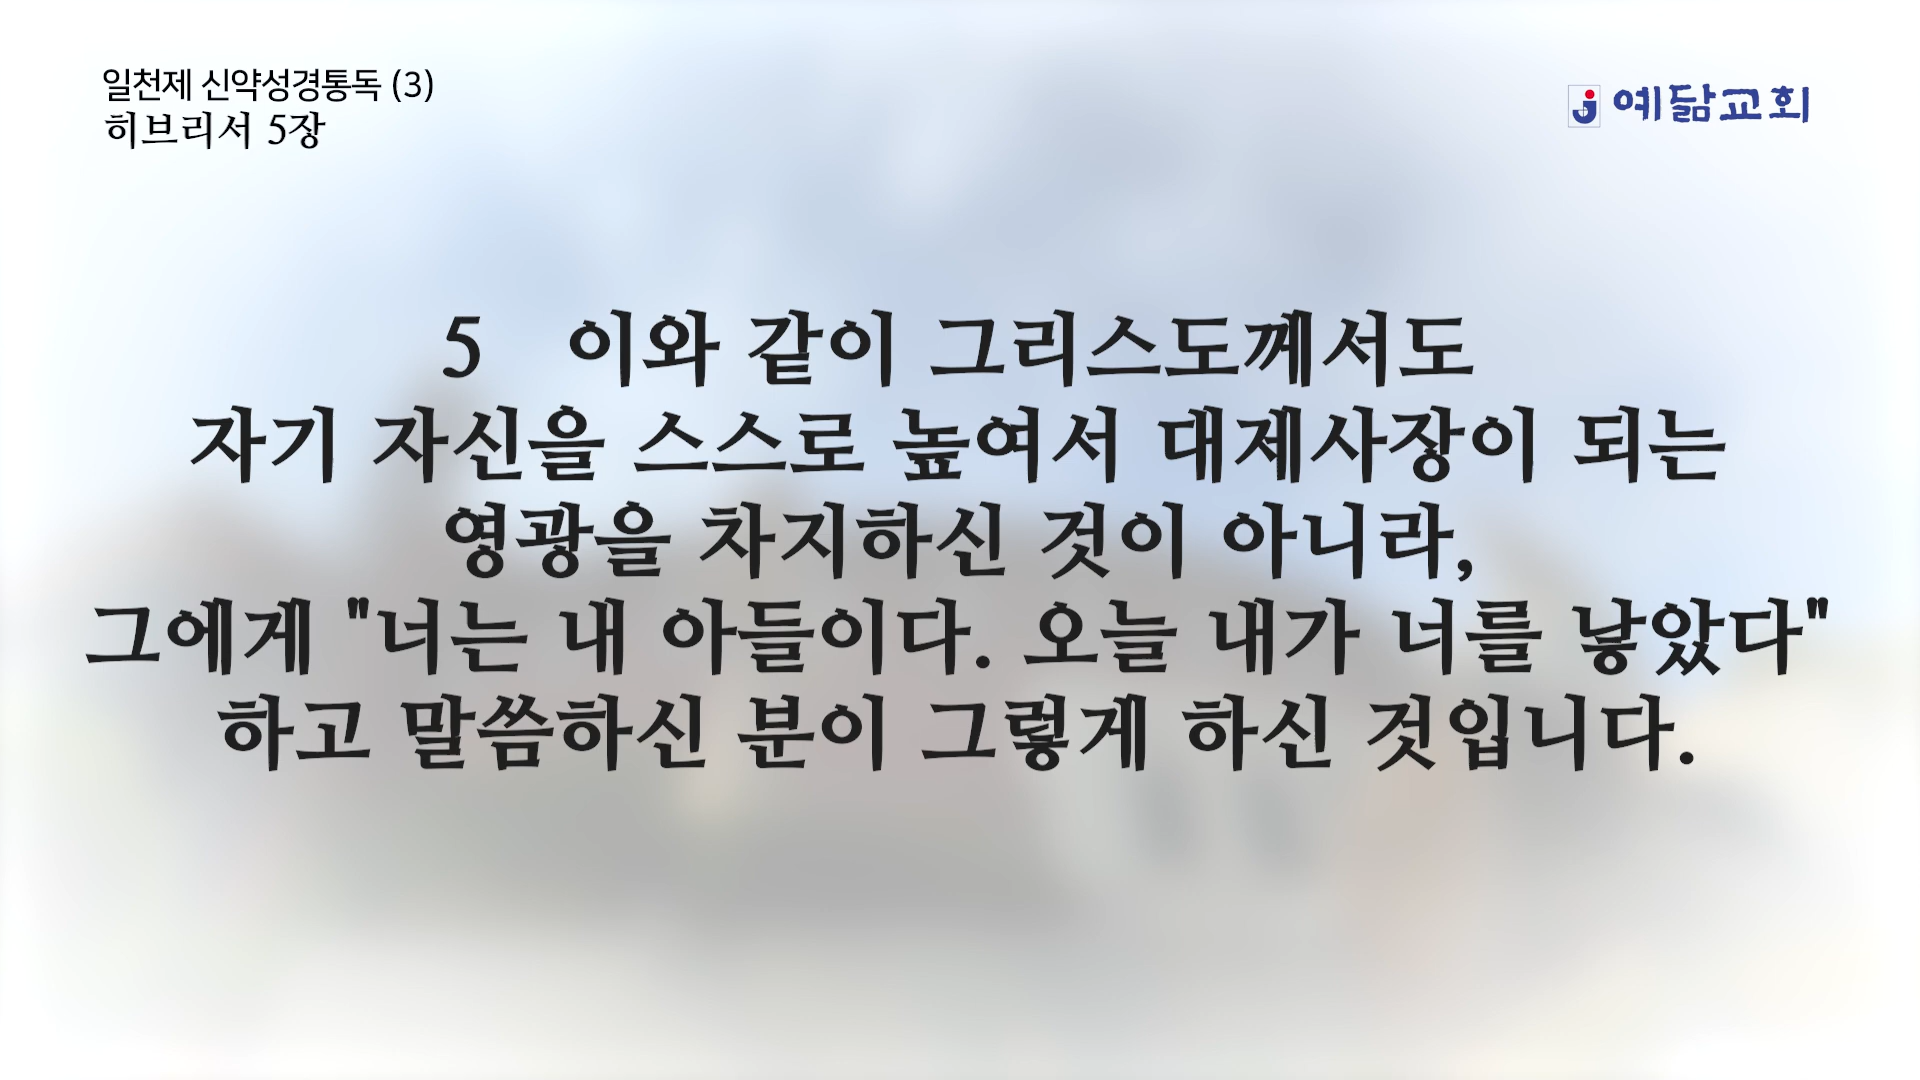 일천제 신약성경통독 (3)
히브리서 5장
예닮교회
5 이와 같이 그리스도께서도
자기 자신을 스스로 높여서 대제사장이 되는
영광을 차지하신 것이 아니라,
그에게 "너는 내 아들이다. 오늘 내가 너를 낳았다"
하고 말씀하신 분이 그렇게 하신 것입니다.